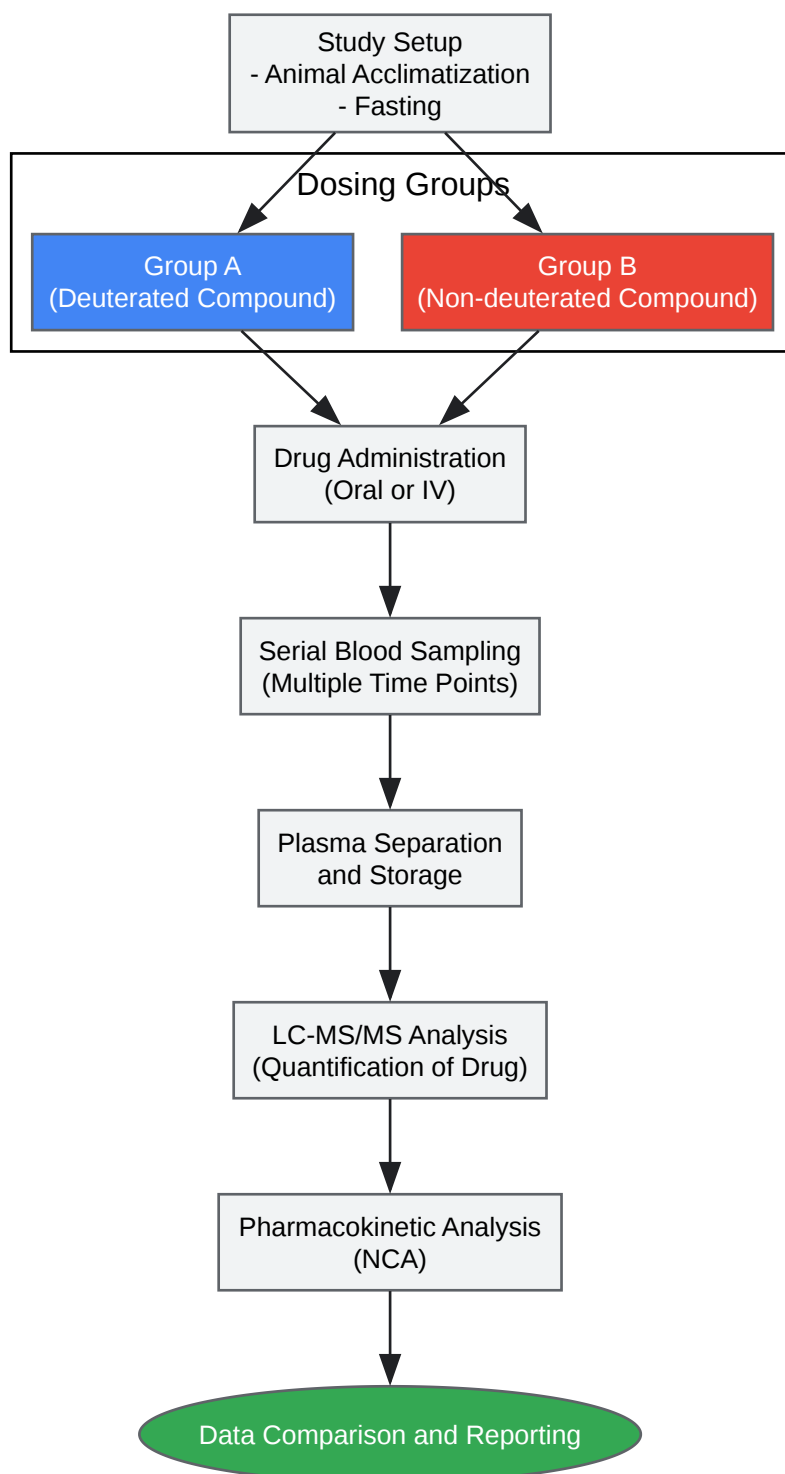 Study Setup
- Animal Acclimatization
- Fasting
Dosing Groups
Group A
(Deuterated Compound)
Group B
(Non-deuterated Compound)
Drug Administration
(Oral or IV)
Serial Blood Sampling
(Multiple Time Points)
Plasma Separation
and Storage
LC-MS/MS Analysis
(Quantification of Drug)
Pharmacokinetic Analysis
(NCA)
Data Comparison and Reporting